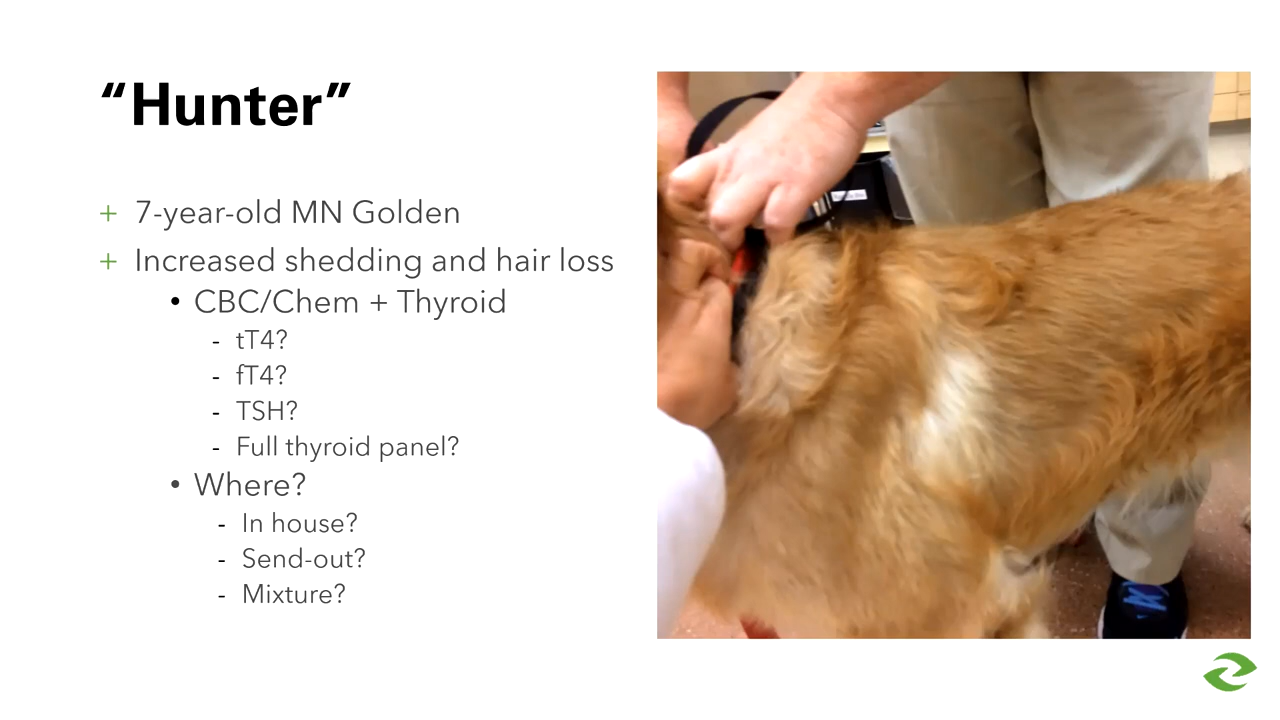 “Hunter”
+ 7-year-old MN Golden
+ Increased shedding and hair loss
• CBC/Chem + Thyroid
- tT4?
- fT4?
- TSH?
- Full thyroid panel?
• Where?
- In house?
- Send-out?
- Mixture?